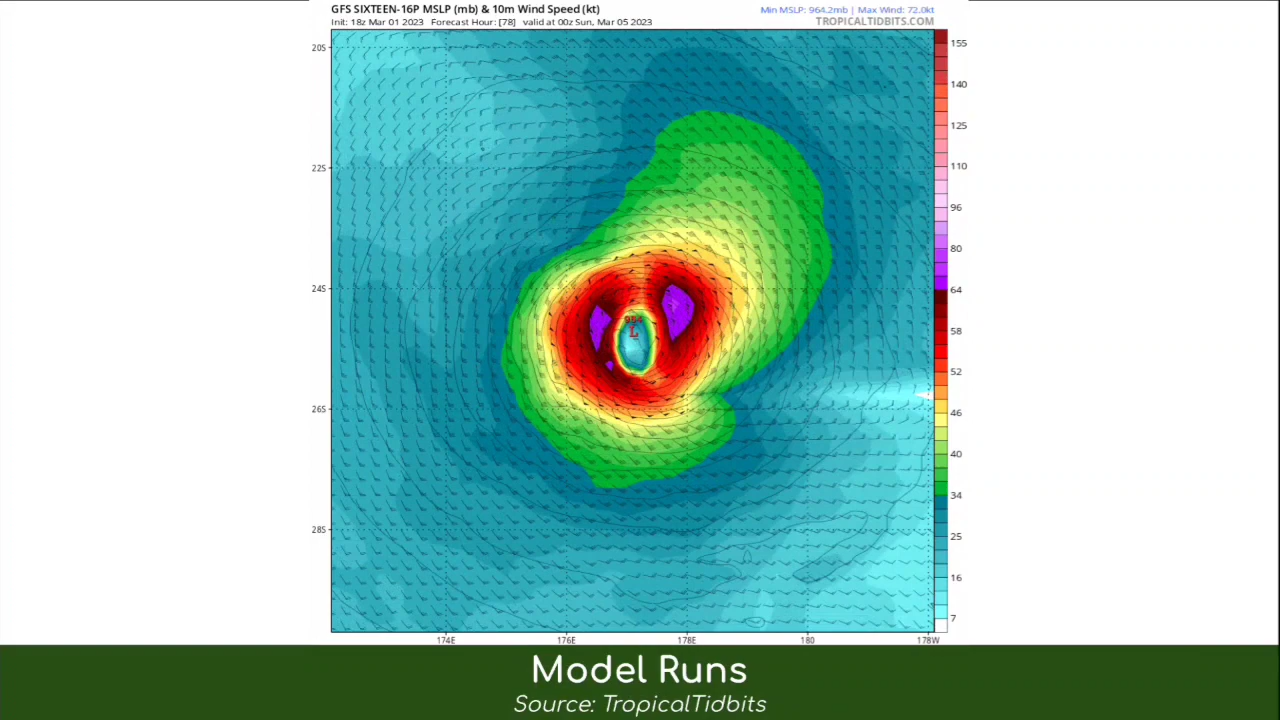 GFS SIXTEEN-16P MSLP (mb) & 10m Wind Speed (kt)
Min MSLP: 964.2mb | Max Wind: 72.0kt
Init: 18z Mar 01 2023 Forecast Hour: [78] valid at 00z Sun, Mar 05 2023
TROPICALTIDBITS.COM
20S
22S
24S
26S
28S
964
L
155
140
125
110
96
80
64
58
52
46
40
34
25
16
7
174E
176E
178E
180
178W
Model Runs
Source: TropicalTidbits